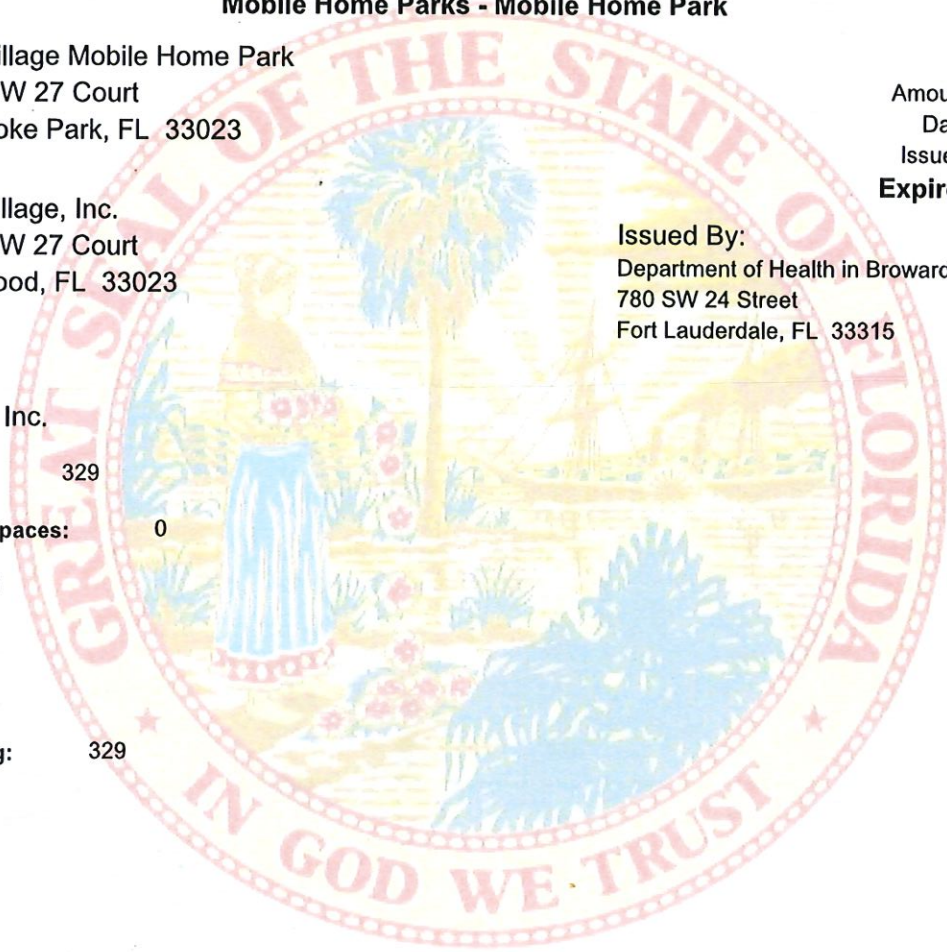 Mobile Home Parks - Mobile Home Park
illage Mobile Home Park
W 27 Court
oke Park, FL 33023
Amou
Da
Issue
Expir
llage, Inc.
W 27 Court
ood, FL 33023
Issued By:
Department of Health in Broward
780 SW 24 Street
Fort Lauderdale, FL 33315
Inc.
329
paces: 0
g: 329
GREAT SEAL OF THE STATE OF FLORIDA
IN GOD WE TRUST